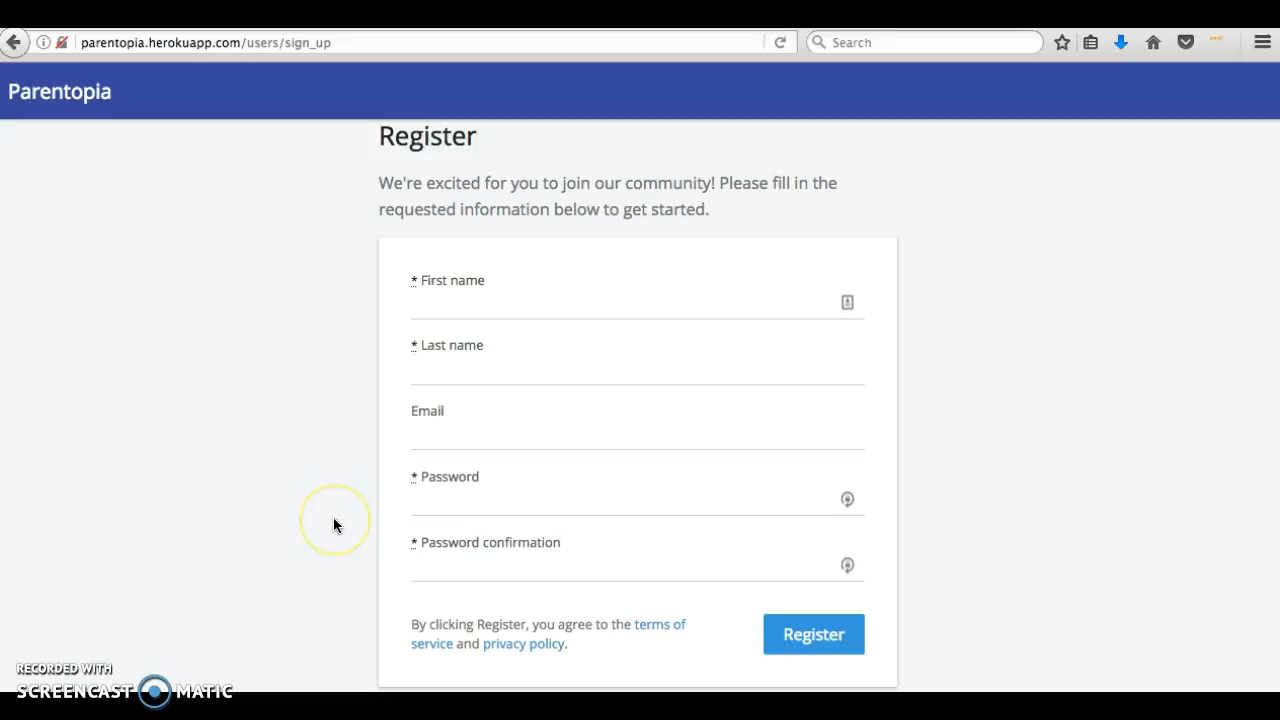 parentopia.herokuapp.com/users/sign_up
Search
Parentopia
Register
We're excited for you to join our community! Please fill in the
requested information below to get started.
* First name
* Last name
Email
* Password
* Password confirmation
By clicking Register, you agree to the terms of
service and privacy policy.
Register
RECORDED WITH
SCREENCAST MATIC